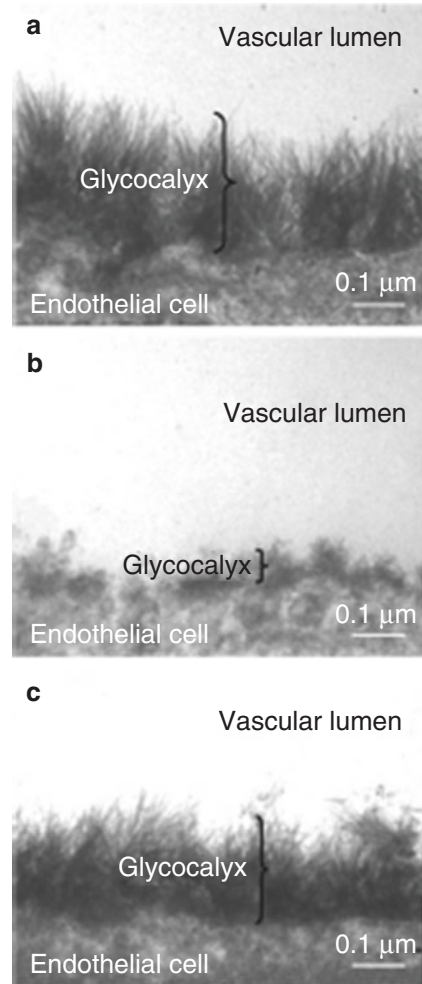 a
Vascular lumen
Glycocalyx
0.1 μm
Endothelial cell
b
Vascular lumen
Glycocalyx
0.1 μm
Endothelial cell
c
Vascular lumen
Glycocalyx
0.1 μm
Endothelial cell